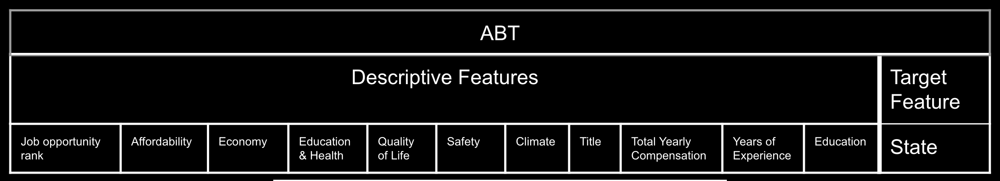 ABT
Descriptive Features
Target
Feature
Job opportunity
rank
Affordability
Economy
Education
& Health
Quality
of Life
Safety
Climate
Title
Total Yearly
Compensation
Years of
Experience
Education
State